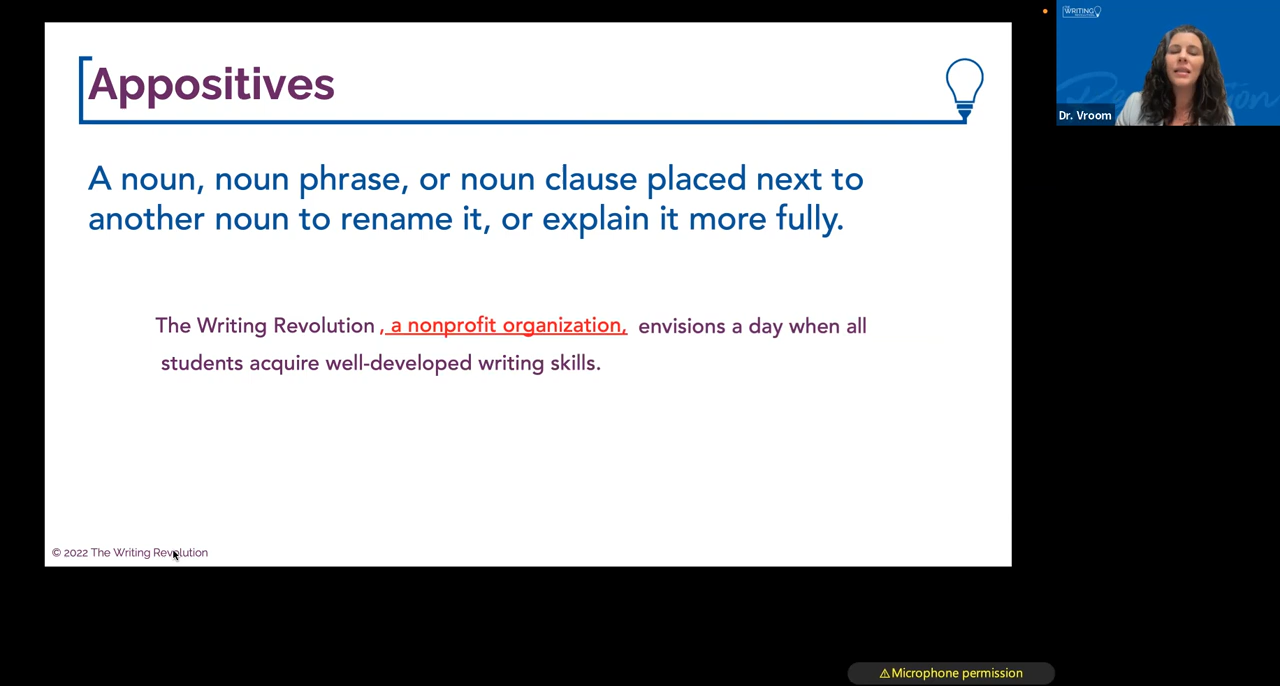 Appositives
A noun, noun phrase, or noun clause placed next to
another noun to rename it, or explain it more fully.
The Writing Revolution , a nonprofit organization, envisions a day when all
students acquire well-developed writing skills.
© 2022 The Writing Revolution
WRITING
Dr. Vroom
⚠Microphone permission